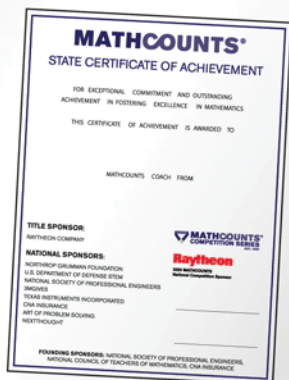 MATHCOUNTS®
STATE CERTIFICATE OF ACHIEVEMENT
FOR EXCEPTIONAL COMMITMENT AND OUTSTANDING
ACHIEVEMENT IN FOSTERING EXCELLENCE IN MATHEMATICS
THIS CERTIFICATE OF ACHIEVEMENT IS AWARDED TO
MATHCOUNTS COACH FROM
TITLE SPONSOR:
RAYTHEON COMPANY
NATIONAL SPONSORS:
NORTHROP GRUMMAN FOUNDATION
U.S. DEPARTMENT OF DEFENSE STEM
NATIONAL SOCIETY OF PROFESSIONAL ENGINEERS
3MGIVES
TEXAS INSTRUMENTS INCORPORATED
CNA INSURANCE
ART OF PROBLEM SOLVING
NEXTTHOUGHT
MATHCOUNTS®
COMPETITION SERIES
Raytheon
MATHCOUNTS
National Competition Sponsor
FOUNDING SPONSORS: NATIONAL SOCIETY OF PROFESSIONAL ENGINEERS,
NATIONAL COUNCIL OF TEACHERS OF MATHEMATICS, CNA INSURANCE